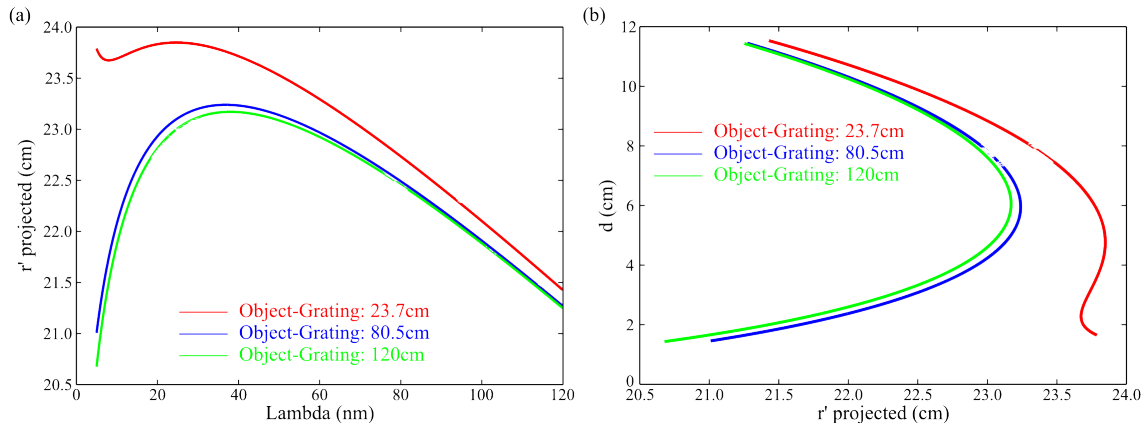 (a)
24.0
23.5
23.0
22.5
22.0
21.5
21.0
20.5
r' projected (cm)
0
20
40
60
80
100
120
Lambda (nm)
Object-Grating: 23.7cm
Object-Grating: 80.5cm
Object-Grating: 120cm
(b)
12
10
8
6
4
2
0
d (cm)
20.5
21.0
21.5
22.0
22.5
23.0
23.5
24.0
r' projected (cm)
Object-Grating: 23.7cm
Object-Grating: 80.5cm
Object-Grating: 120cm